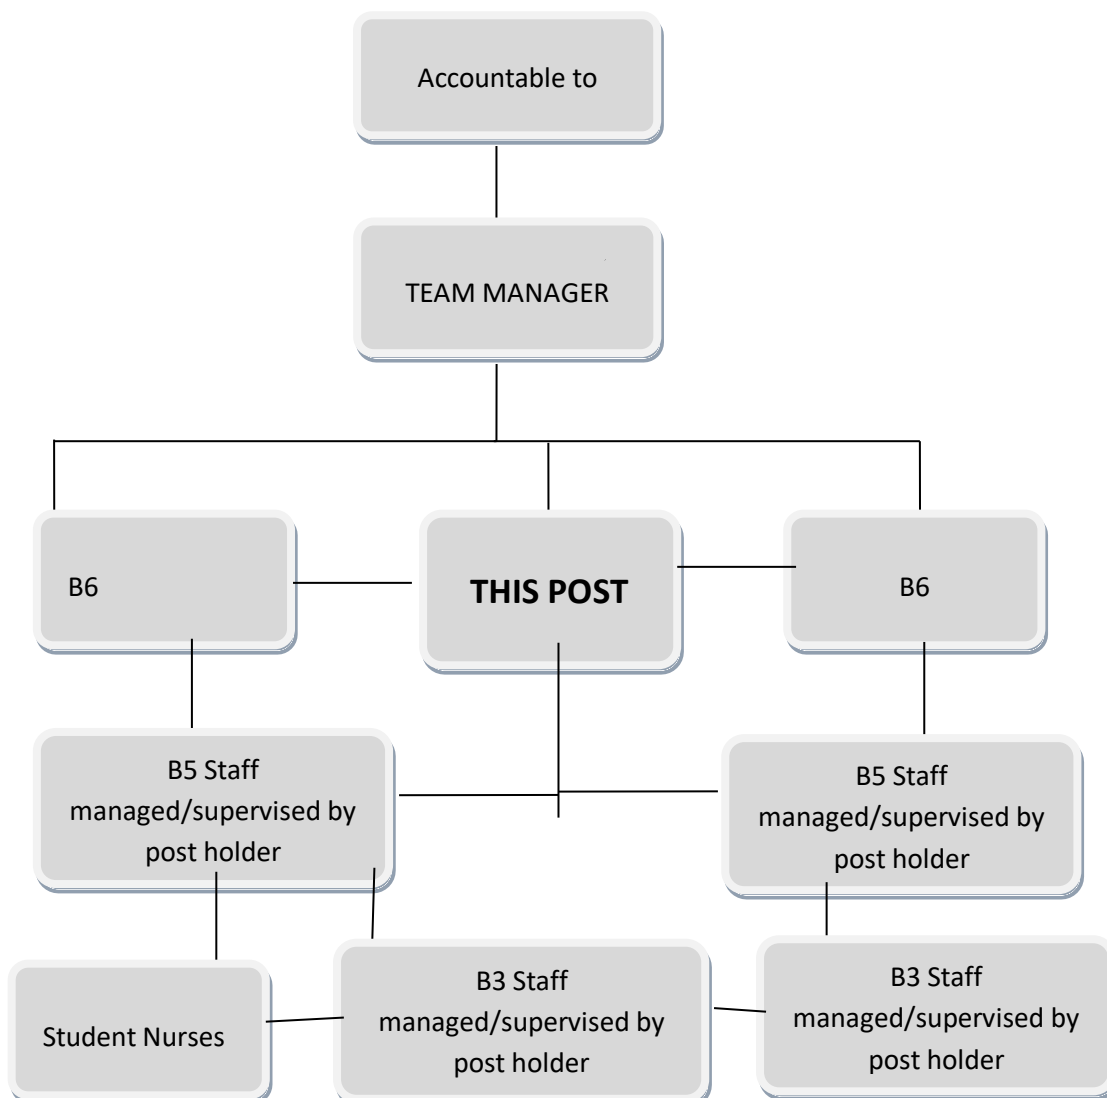 Accountable to
TEAM MANAGER
B6
THIS POST
B6
B5 Staff
managed/supervised by
post holder
B5 Staff
managed/supervised by
post holder
Student Nurses
B3 Staff
managed/supervised by
post holder
B3 Staff
managed/supervised by
post holder